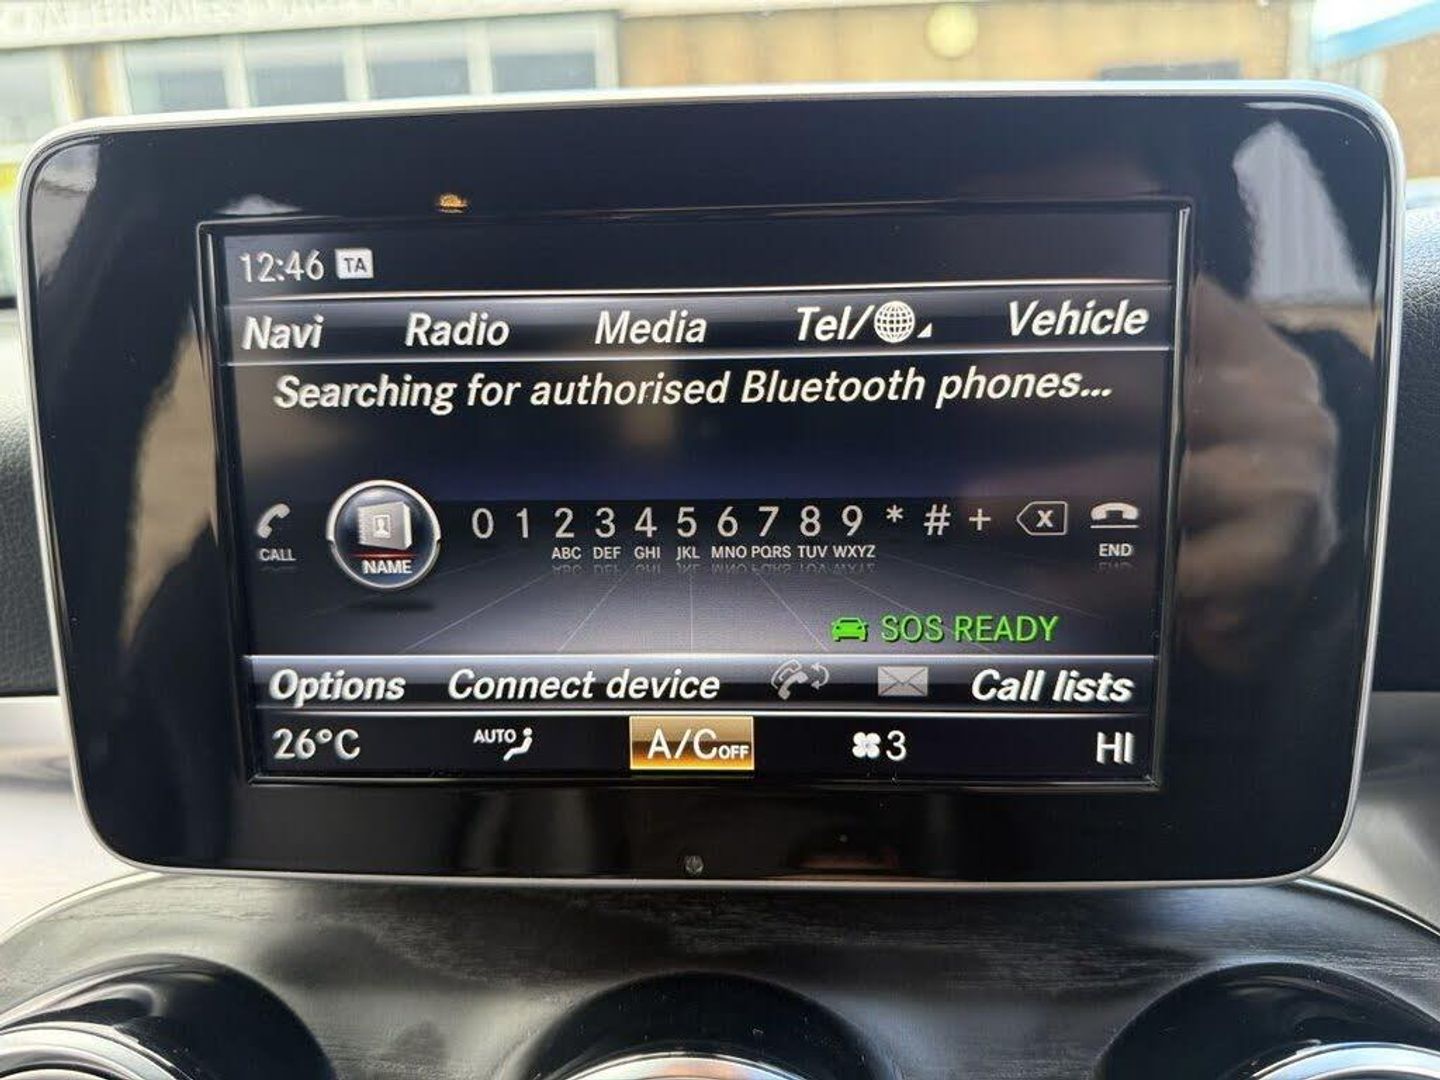 12:46 TA
Navi Radio Media Tel/ Vehicle
Searching for authorised Bluetooth phones...
0 1 2 3 4 5 6 7 8 9 * # + X
CALL NAME ABC DEF GHI JKL MNO PQRS TUV WXYZ END
SOS READY
Options Connect device Call lists
26°C AUTO A/C OFF 3 HI